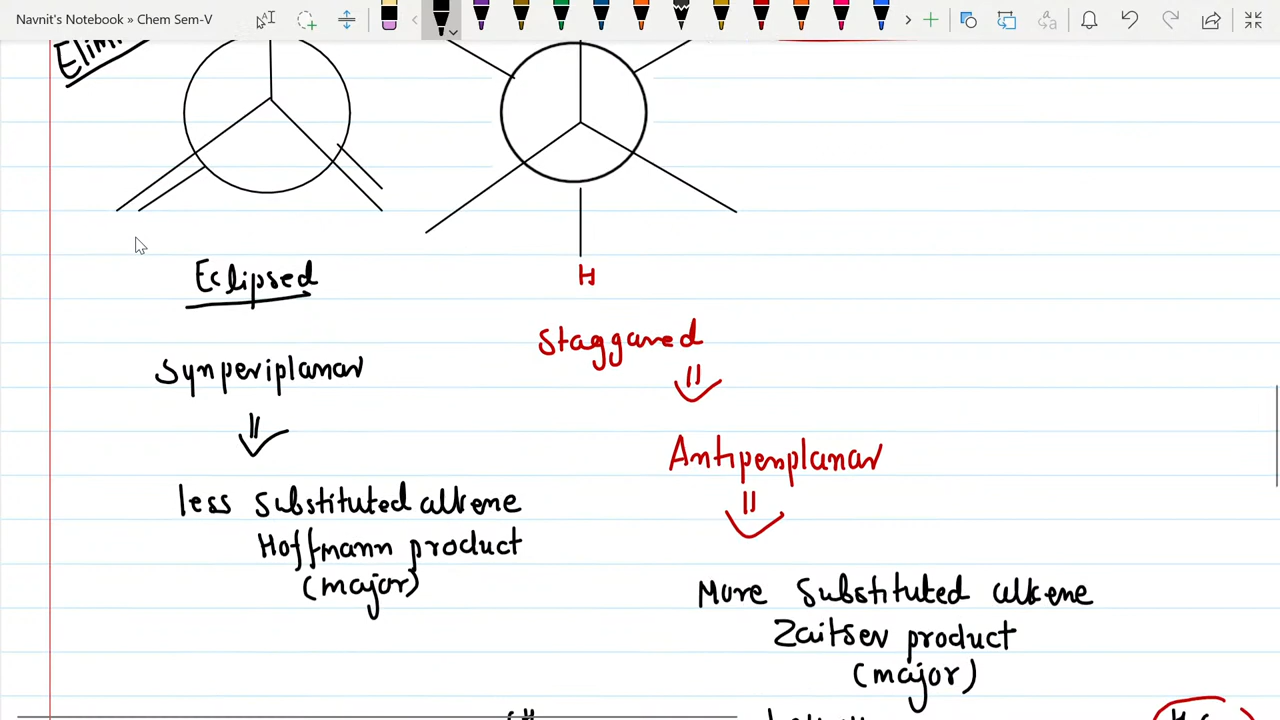 Navnit's Notebook » Chem Sem-V
Eclipsed
Synperiplanar
less substituted alkene
Hoffmann product
(major)
H
Staggared
Antiperiplanar
More substituted alkene
Zaitsev product
(major)